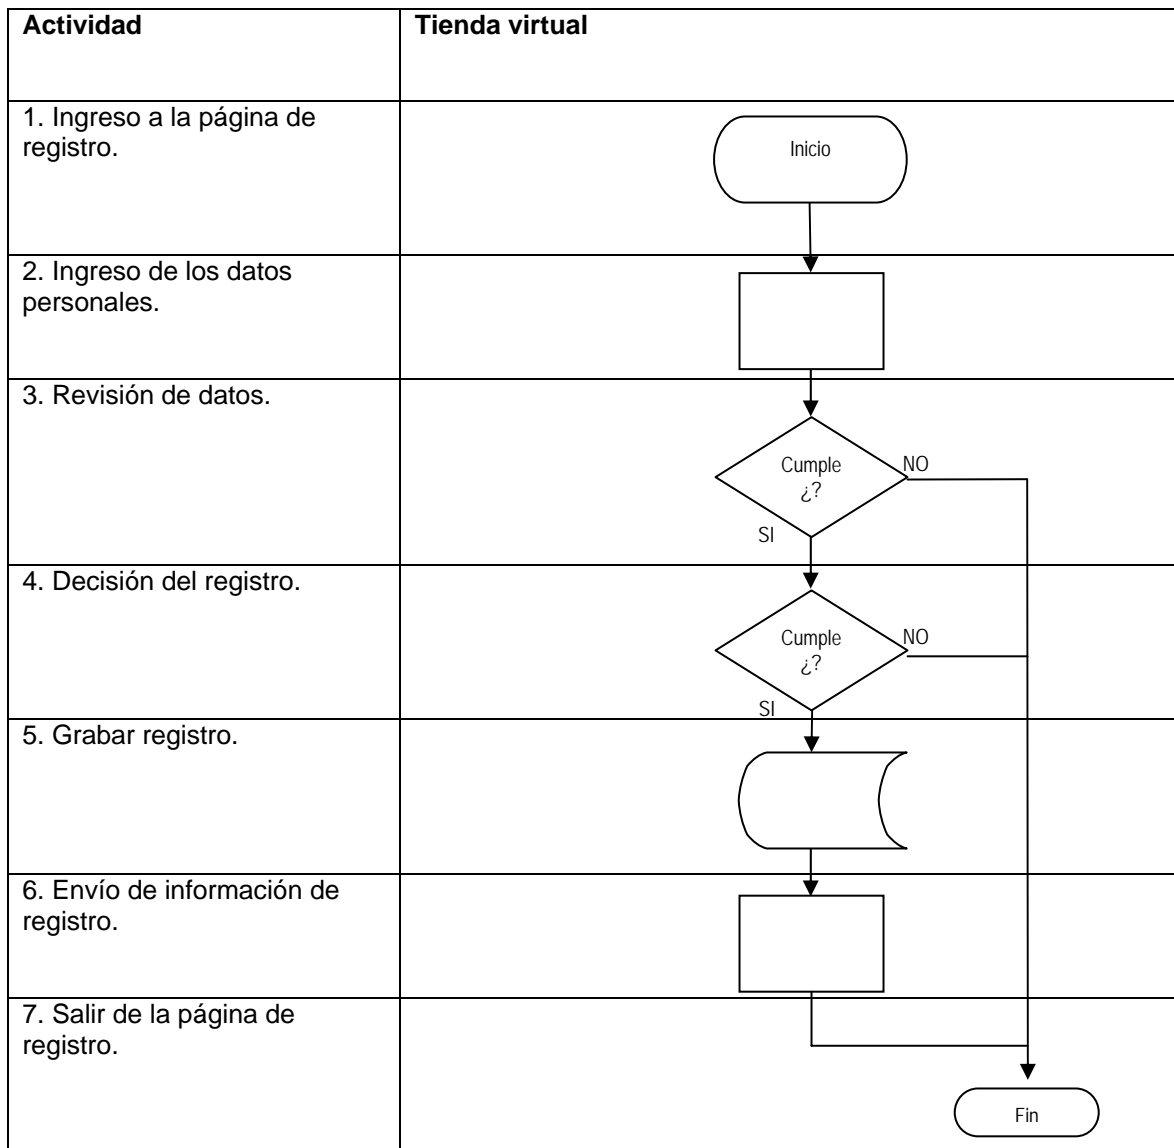 Actividad
Tienda virtual
1. Ingreso a la página de
registro.
Inicio
2. Ingreso de los datos
personales.
3. Revisión de datos.
Cumple
¿?
NO
SI
4. Decisión del registro.
Cumple
¿?
NO
SI
5. Grabar registro.
6. Envío de información de
registro.
7. Salir de la página de
registro.
Fin